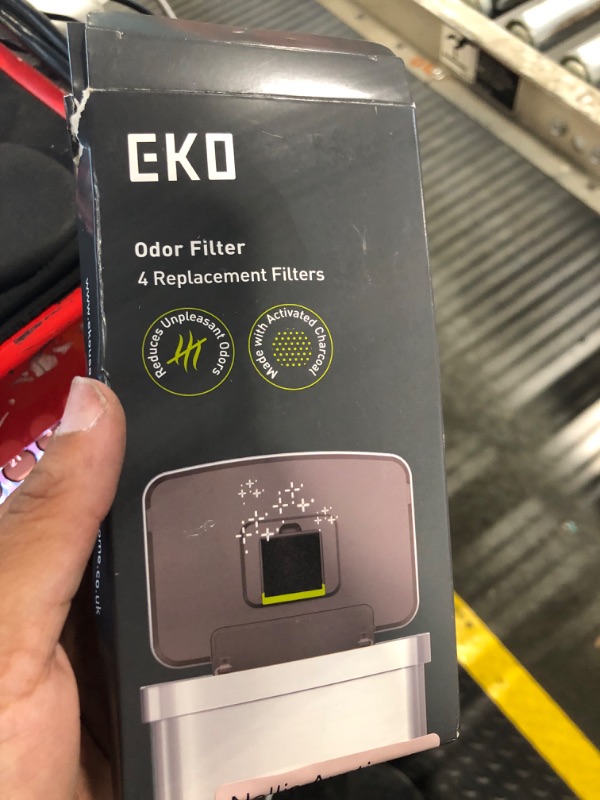 EKO
Odor Filter
4 Replacement Filters
Reduces Unpleasant Odors
Made with Activated Charcoal